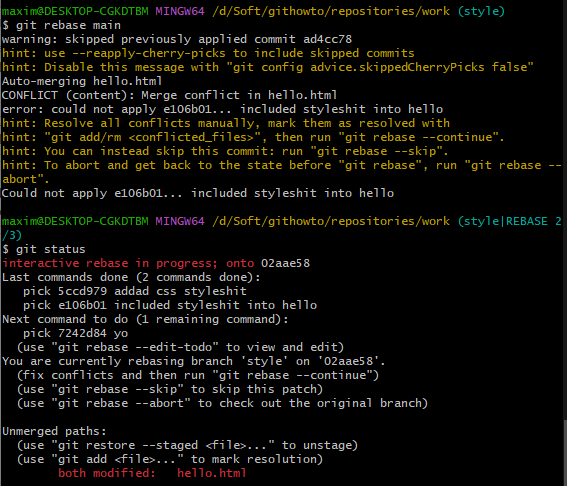 maxim@DESKTOP-CGKDTBM MINGW64 /d/Soft/githowto/repositories/work (style)
$ git rebase main
warning: skipped previously applied commit ad4cc78
hint: use --reapply-cherry-picks to include skipped commits
hint: Disable this message with "git config advice.skippedCherryPicks false"
Auto-merging hello.html
CONFLICT (content): Merge conflict in hello.html
error: could not apply e106b01... included styleshit into hello
hint: Resolve all conflicts manually, mark them as resolved with
hint: "git add/rm <conflicted_files>", then run "git rebase --continue".
hint: You can instead skip this commit: run "git rebase --skip".
hint: To abort and get back to the state before "git rebase", run "git rebase --
abort".
Could not apply e106b01... included styleshit into hello
maxim@DESKTOP-CGKDTBM MINGW64 /d/Soft/githowto/repositories/work (style|REBASE 2
/3)
$ git status
interactive rebase in progress; onto 02aae58
Last commands done (2 commands done):
   pick 5ccd979 addad css styleshit
   pick e106b01 included styleshit into hello
Next command to do (1 remaining command):
   pick 7242d84 yo
  (use "git rebase --edit-todo" to view and edit)
You are currently rebasing branch 'style' on '02aae58'.
  (fix conflicts and then run "git rebase --continue")
  (use "git rebase --skip" to skip this patch)
  (use "git rebase --abort" to check out the original branch)
Unmerged paths:
  (use "git restore --staged <file>..." to unstage)
  (use "git add <file>..." to mark resolution)
        both modified:   hello.html